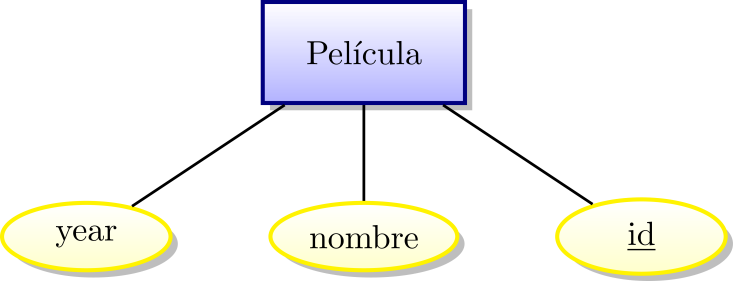 Película
year
nombre
id